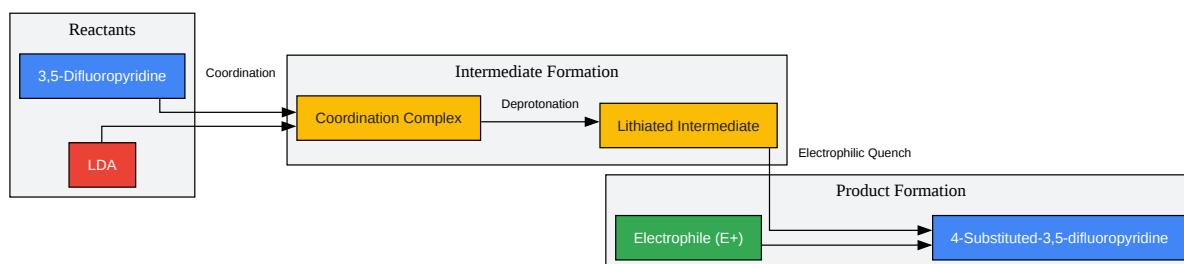 Reactants
3,5-Difluoropyridine
LDA
Coordination
Intermediate Formation
Coordination Complex
Deprotonation
Lithiated Intermediate
Electrophilic Quench
Product Formation
Electrophile (E+)
4-Substituted-3,5-difluoropyridine